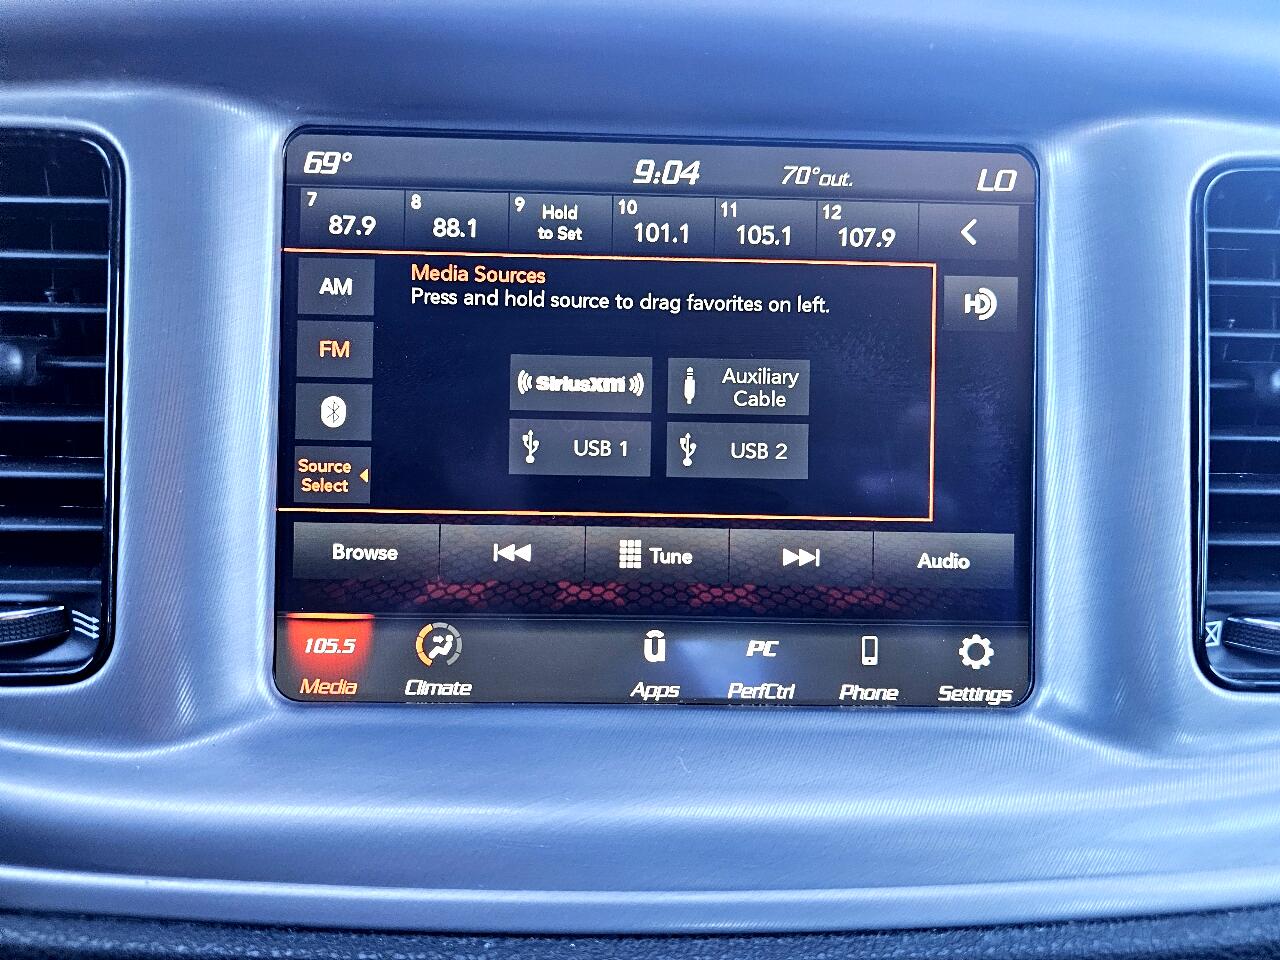 69°
9:04
70°out.
LO
7
87.9
8
88.1
9
Hold
to Set
10
101.1
11
105.1
12
107.9
AM
Media Sources
Press and hold source to drag favorites on left.
HD
FM
SiriusXM
Auxiliary
Cable
USB 1
USB 2
Source
Select
Browse
Tune
Audio
105.5
Media
Climate
û
Apps
PC
PerfCtrl
Phone
Settings